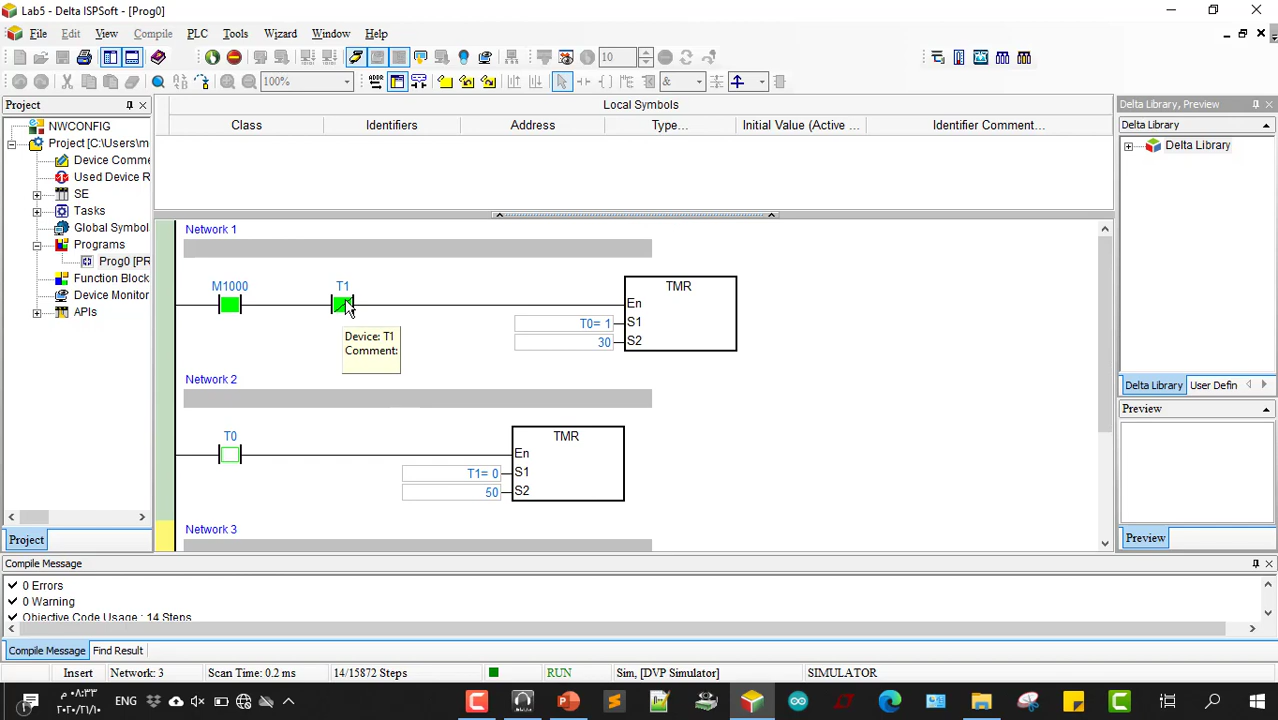 Lab5 - Delta ISPSoft - [Prog0]
File Edit View Compile PLC Tools Wizard Window Help
10
100%
ADDR
&
Project
NWCONFIG
Project [C:\Users\m
Device Comme
Used Device R
SE
Tasks
Global Symbol
Programs
Prog0 [PR
Function Block
Device Monitor
APIs
Project
Local Symbols
Class Identifiers Address Type... Initial Value (Active ... Identifier Comment...
Network 1
M1000 T1 TMR
En
T0= 1 S1
30 S2
Device: T1
Comment:
Network 2
T0 TMR
En
T1= 0 S1
50 S2
Network 3
Delta Library, Preview
Delta Library
Delta Library
Delta Library User Defin
Preview
Preview
Compile Message
0 Errors
0 Warning
Objective Code Usage : 14 Steps
Compile Message Find Result
Insert Network: 3 Scan Time: 0.2 ms 14/15872 Steps RUN Sim, [DVP Simulator] SIMULATOR
ENG